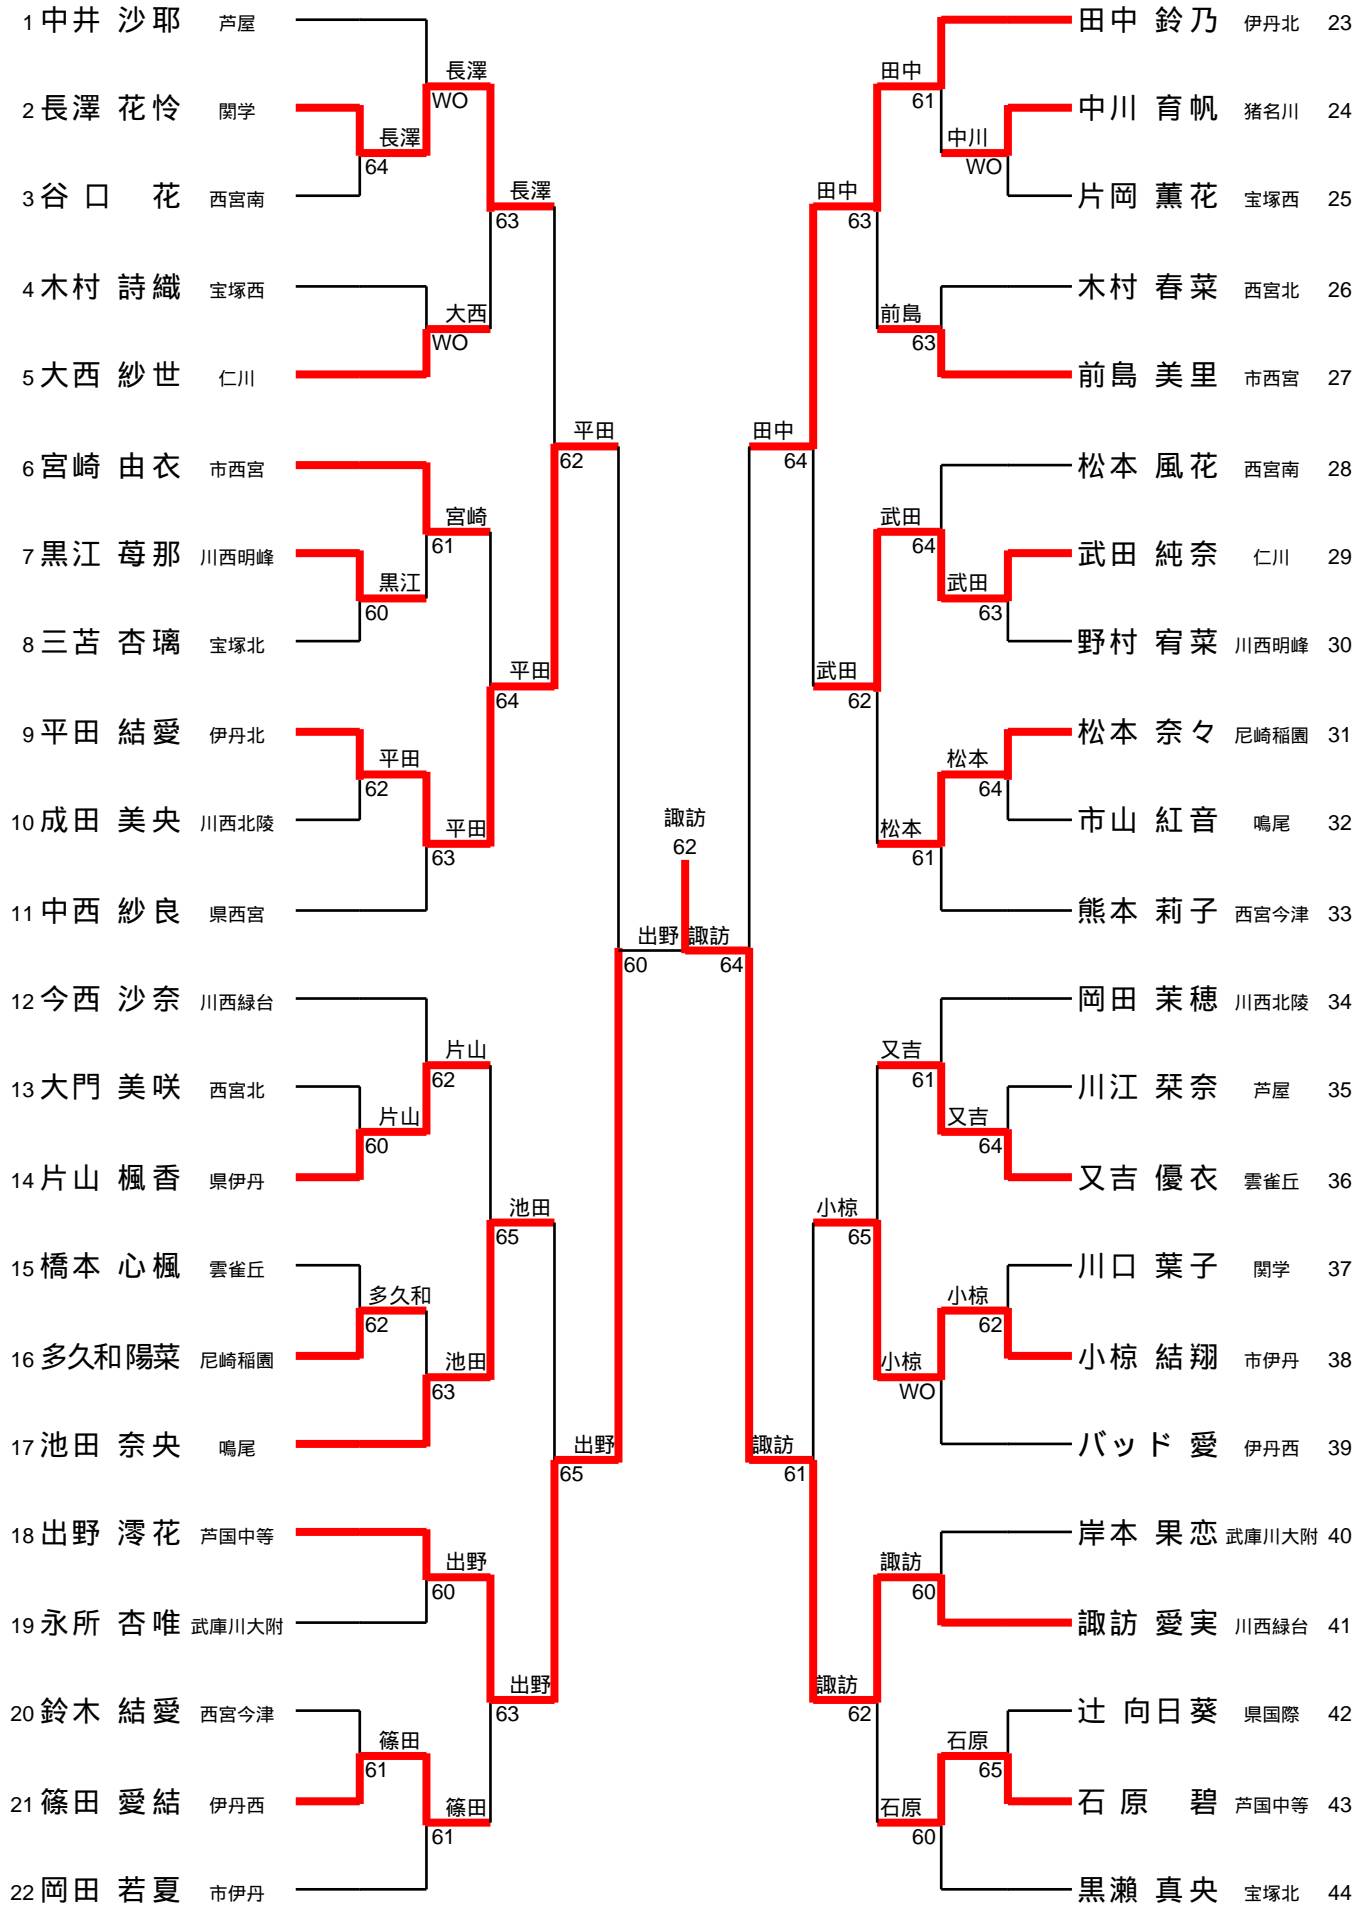 1 中井 沙耶 芦屋
2 長澤 花怜 関学
3 谷口 花 西宮南
4 木村 詩織 宝塚西
5 大西 紗世 仁川
6 宮崎 由衣 市西宮
7 黒江 苺那 川西明峰
8 三苫 杏璃 宝塚北
9 平田 結愛 伊丹北
10 成田 美央 川西北陵
11 中西 紗良 県西宮
12 今西 沙奈 川西緑台
13 大門 美咲 西宮北
14 片山 楓香 県伊丹
15 橋本 心楓 雲雀丘
16 多久和陽菜 尼崎稲園
17 池田 奈央 鳴尾
18 出野 澪花 芦国中等
19 永所 杏唯 武庫川大附
20 鈴木 結愛 西宮今津
21 篠田 愛結 伊丹西
22 岡田 若夏 市伊丹
長澤
64
黒江
60
平田
62
片山
60
多久和
62
篠田
61
長澤
WO
大西
WO
宮崎
61
平田
63
片山
62
池田
63
出野
60
篠田
61
長澤
63
平田
64
池田
65
出野
63
平田
62
出野
65
出野
60
諏訪
62
諏訪
64
田中
64
諏訪
61
田中
63
武田
62
小椋
65
諏訪
62
田中
61
前島
63
武田
64
松本
61
又吉
61
小椋
WO
諏訪
60
石原
60
中川
WO
武田
63
松本
64
又吉
64
小椋
62
石原
65
田中 鈴乃 伊丹北 23
中川 育帆 猪名川 24
片岡 薫花 宝塚西 25
木村 春菜 西宮北 26
前島 美里 市西宮 27
松本 風花 西宮南 28
武田 純奈 仁川 29
野村 宥菜 川西明峰 30
松本 奈々 尼崎稲園 31
市山 紅音 鳴尾 32
熊本 莉子 西宮今津 33
岡田 茉穂 川西北陵 34
川江 栞奈 芦屋 35
又吉 優衣 雲雀丘 36
川口 葉子 関学 37
小椋 結翔 市伊丹 38
バッド 愛 伊丹西 39
岸本 果恋 武庫川大附 40
諏訪 愛実 川西緑台 41
辻 向日葵 県国際 42
石原 碧 芦国中等 43
黒瀬 真央 宝塚北 44